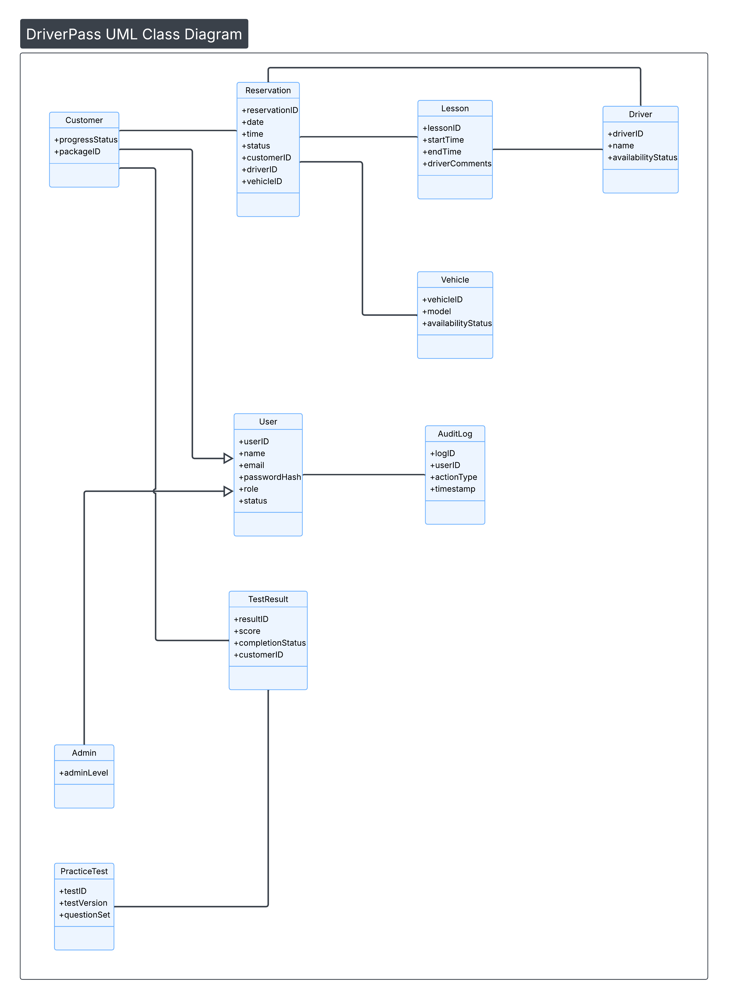 DriverPass UML Class Diagram
Reservation
+reservationID
+date
+time
+status
+customerID
+driverID
+vehicleID
Lesson
+lessonID
+startTime
+endTime
+driverComments
Driver
+driverID
+name
+availabilityStatus
Customer
+progressStatus
+packageID
Vehicle
+vehicleID
+model
+availabilityStatus
User
+userID
+name
+email
+passwordHash
+role
+status
AuditLog
+logID
+userID
+actionType
+timestamp
TestResult
+resultID
+score
+completionStatus
+customerID
Admin
+adminLevel
PracticeTest
+testID
+testVersion
+questionSet